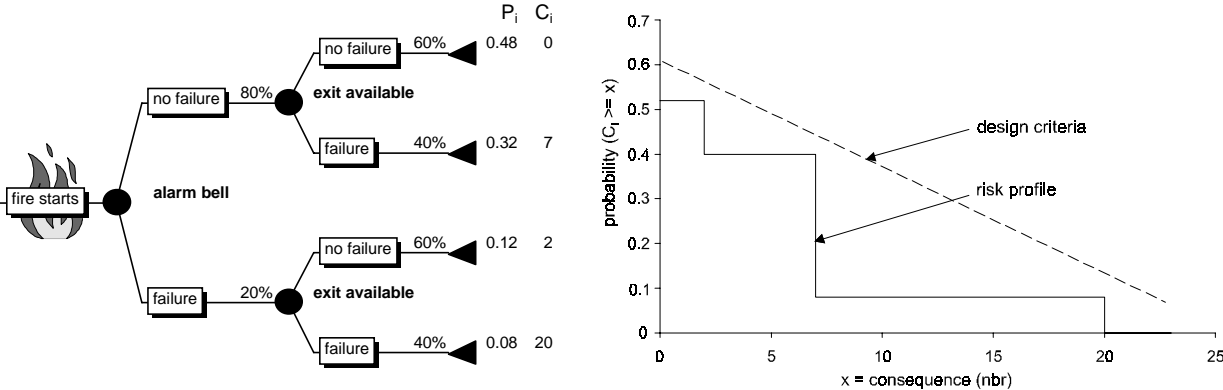 Pi Ci
no failure 60% 0.48 0
no failure 80% exit available
failure 40% 0.32 7
fire starts alarm bell
no failure 60% 0.12 2
failure 20% exit available
failure 40% 0.08 20
0.7
0.6
0.5
0.4
0.3
0.2
0.1
0
probability (Ci >= x)
design criteria
risk profile
0 5 10 15 20 25
x = consequence (nbr)